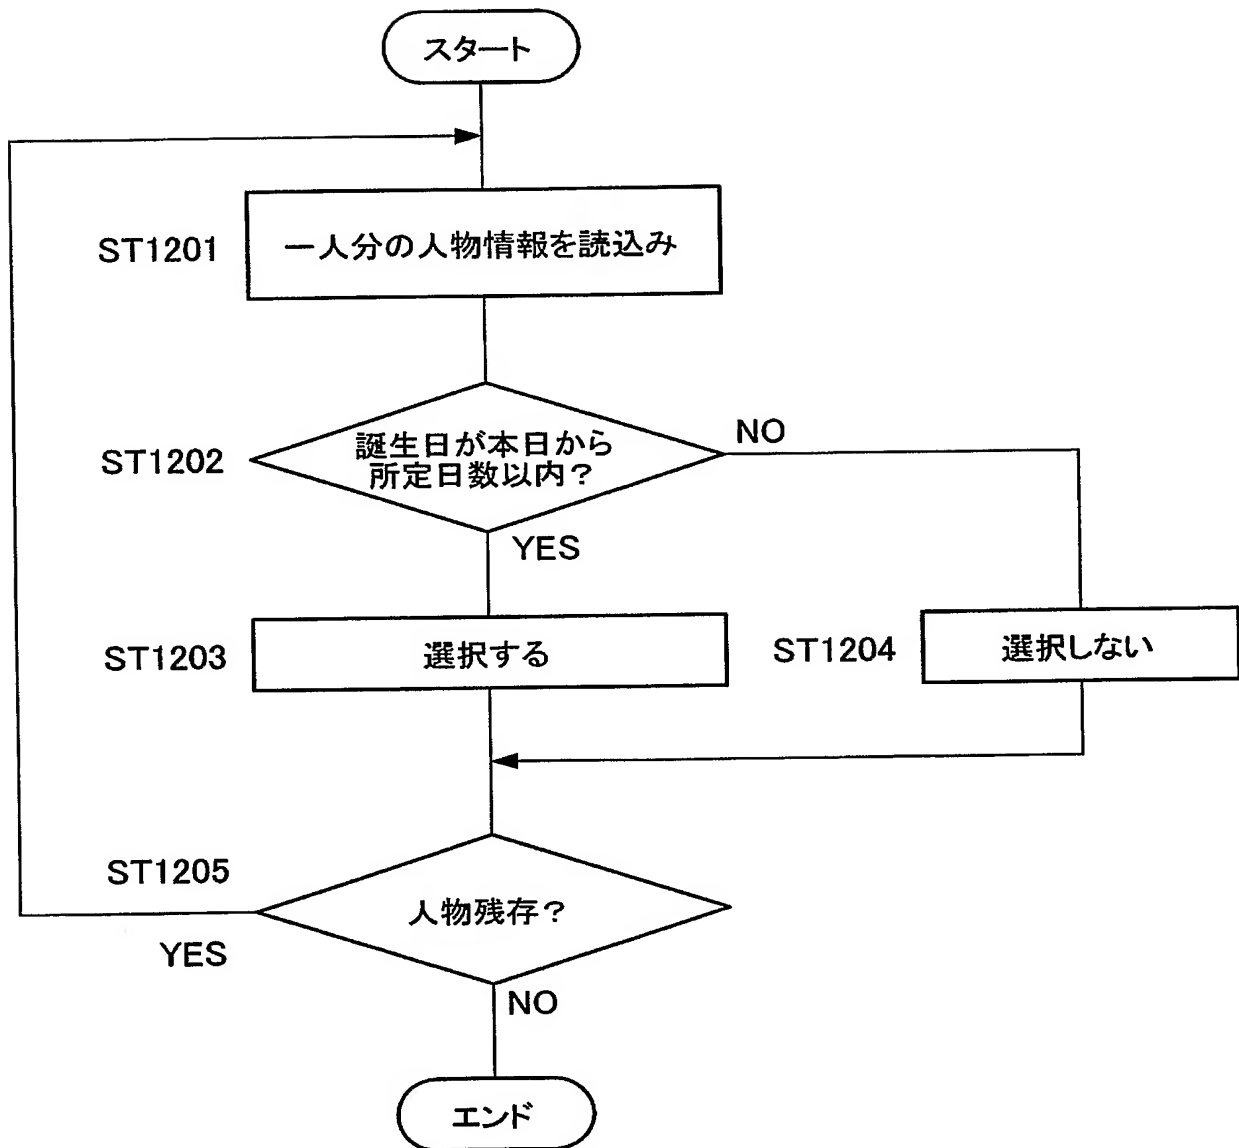 スタート
ST1201
一人分の人物情報を読込み
ST1202
誕生日が本日から
所定日数以内？
NO
YES
ST1203
選択する
ST1204
選択しない
ST1205
人物残存？
YES
NO
エンド